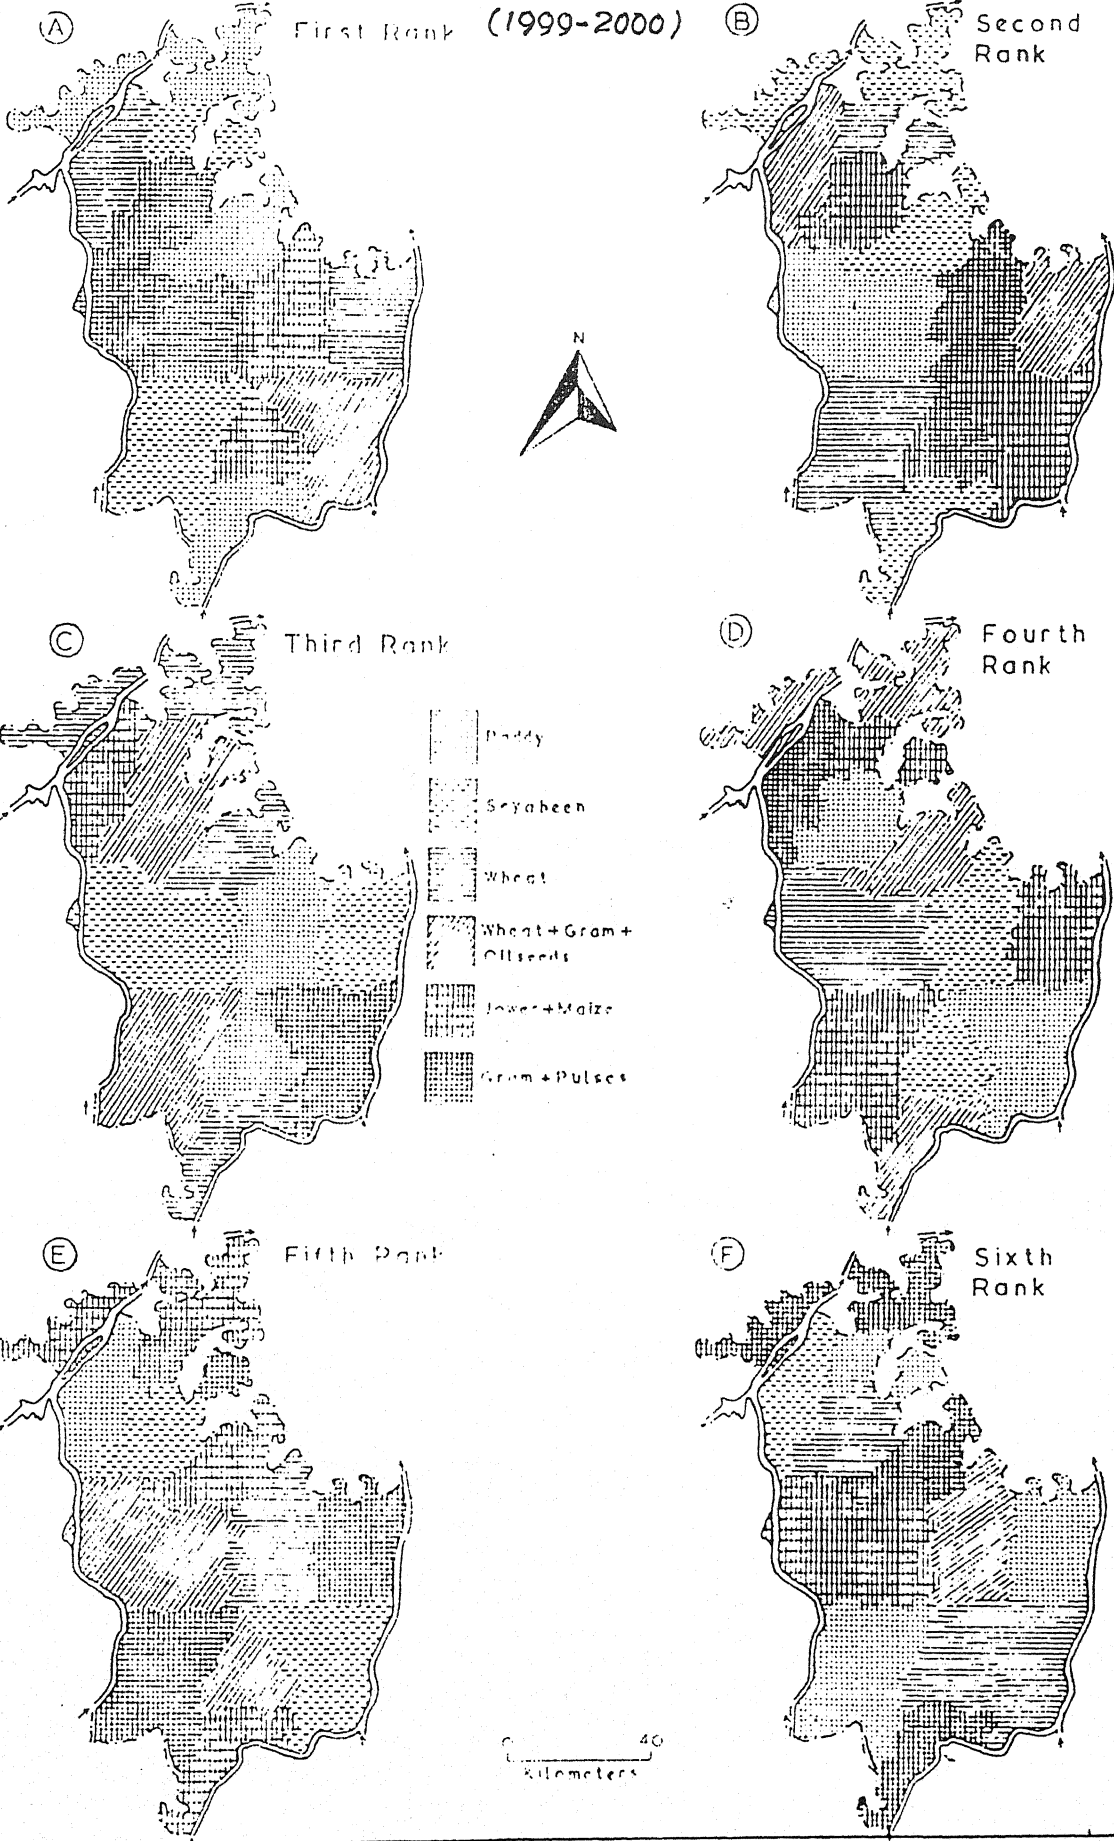 A
First Rank
(1999-2000)
B
Second
Rank
N
C
Third Rank
D
Fourth
Rank
Paddy
Soyabeen
Wheat
Wheat+Gram+
Oilseeds
Jower+Maize
Gram+Pulses
E
Fifth Rank
F
Sixth
Rank
0 40
Kilometers